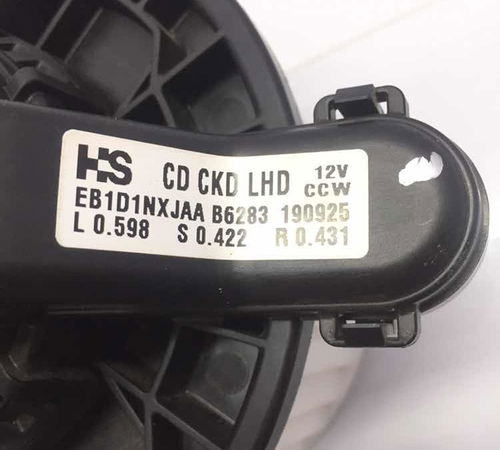 HS CD CKD LHD 12V CCW
EB1D1NXJAA B6283 190925
L 0.598 S 0.422 R 0.431